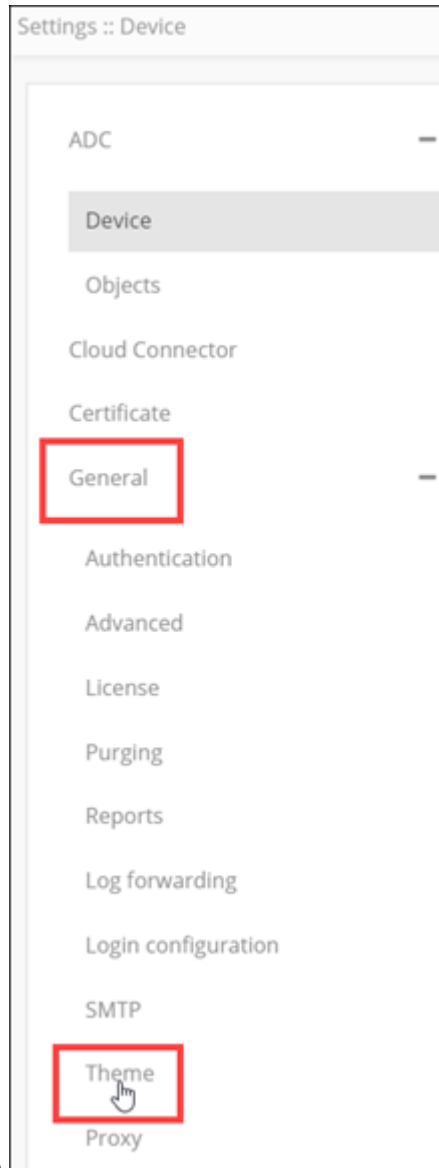 Settings :: Device
ADC
Device
Objects
Cloud Connector
Certificate
General
Authentication
Advanced
License
Purging
Reports
Log forwarding
Login configuration
SMTP
Theme
Proxy